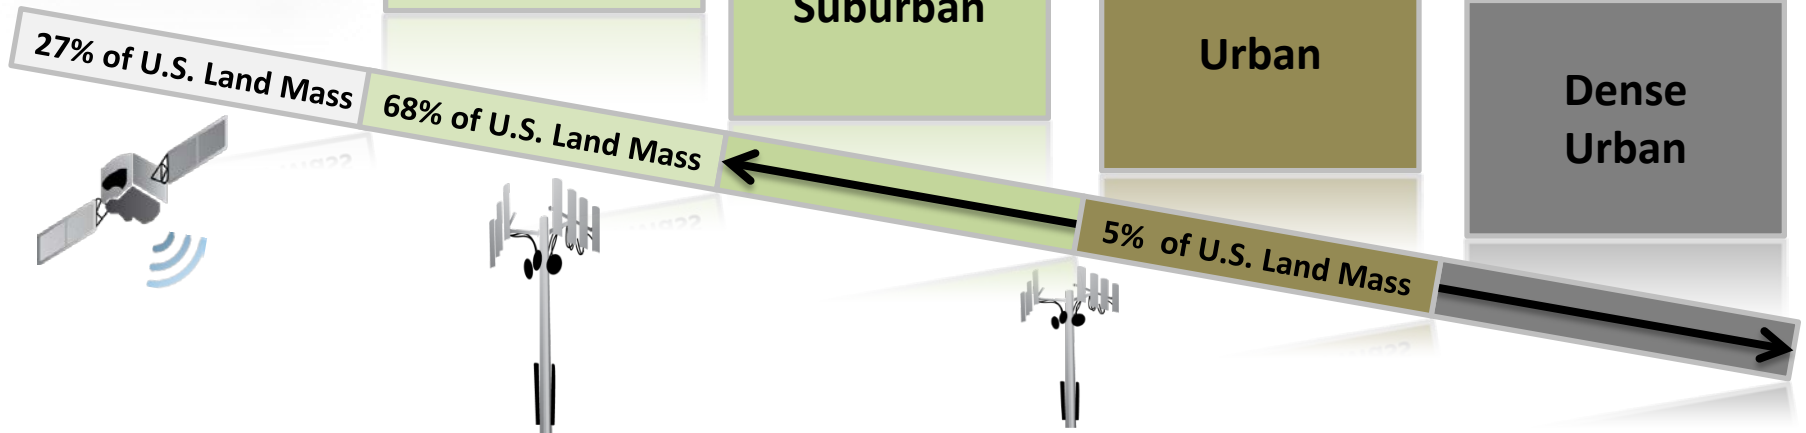 Suburban
Urban
Dense
Urban
27% of U.S. Land Mass
68% of U.S. Land Mass
5% of U.S. Land Mass